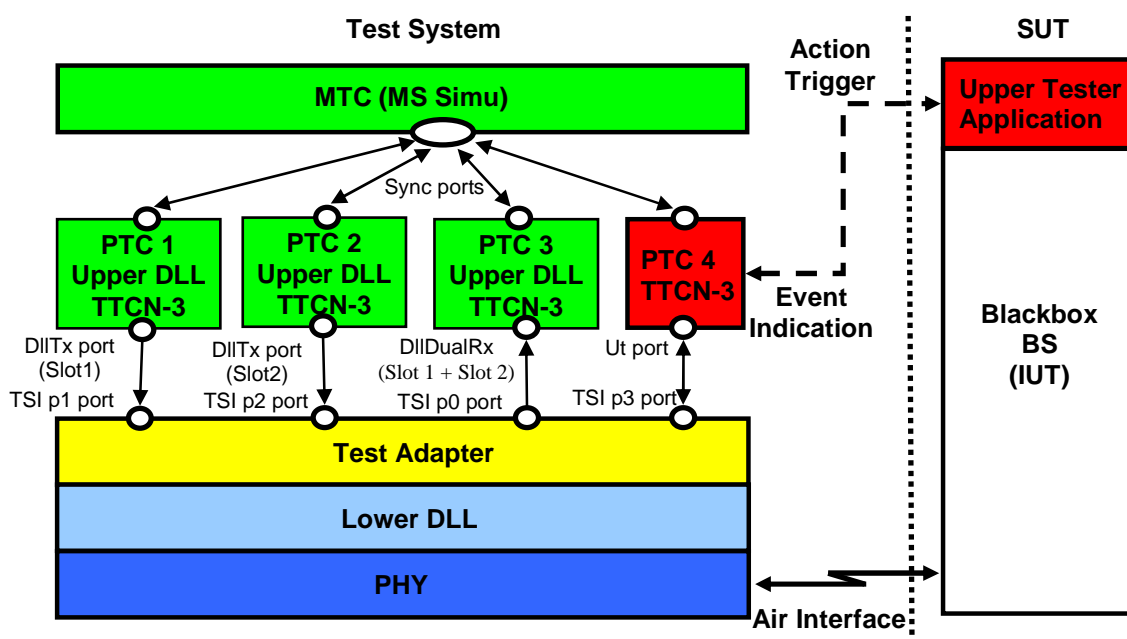 Test System
SUT
Action
Trigger
MTC (MS Simu)
Upper Tester
Application
Sync ports
PTC 1
Upper DLL
TTCN-3
PTC 2
Upper DLL
TTCN-3
PTC 3
Upper DLL
TTCN-3
PTC 4
TTCN-3
Event
Indication
Blackbox
BS
(IUT)
DllTx port
(Slot1)
TSI p1 port
DllTx port
(Slot2)
TSI p2 port
DllDualRx
(Slot 1 + Slot 2)
TSI p0 port
Ut port
TSI p3 port
Test Adapter
Lower DLL
PHY
Air Interface